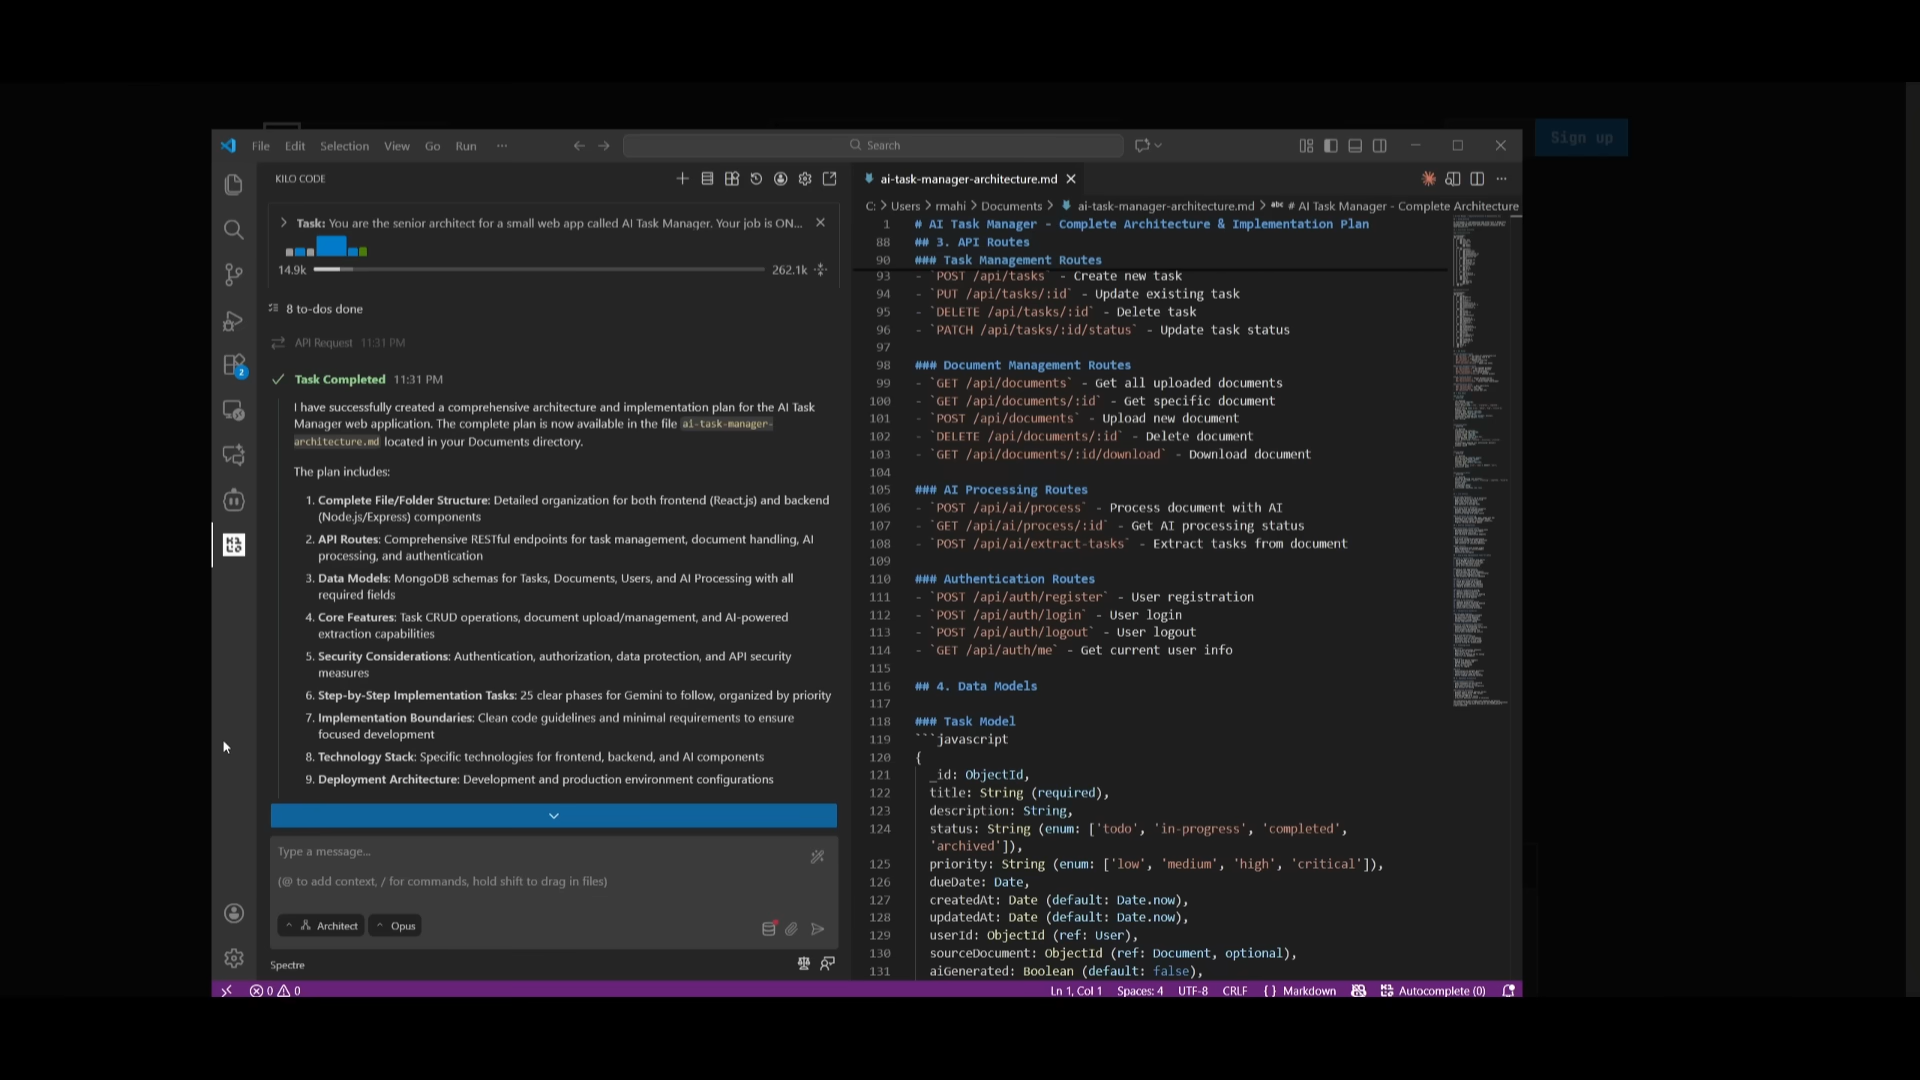 Sign up
File Edit Selection View Go Run ···
Search
KILO CODE
Task: You are the senior architect for a small web app called AI Task Manager. Your job is ON...
14.9k 262.1k
8 to-dos done
API Request 11:31 PM
Task Completed 11:31 PM
I have successfully created a comprehensive architecture and implementation plan for the AI Task
Manager web application. The complete plan is now available in the file ai-task-manager-
architecture.md located in your Documents directory.
The plan includes:
1. Complete File/Folder Structure: Detailed organization for both frontend (React.js) and backend
(Node.js/Express) components
2. API Routes: Comprehensive RESTful endpoints for task management, document handling, AI
processing, and authentication
3. Data Models: MongoDB schemas for Tasks, Documents, Users, and AI Processing with all
required fields
4. Core Features: Task CRUD operations, document upload/management, and AI-powered
extraction capabilities
5. Security Considerations: Authentication, authorization, data protection, and API security
measures
6. Step-by-Step Implementation Tasks: 25 clear phases for Gemini to follow, organized by priority
7. Implementation Boundaries: Clean code guidelines and minimal requirements to ensure
focused development
8. Technology Stack: Specific technologies for frontend, backend, and AI components
9. Deployment Architecture: Development and production environment configurations
Type a message...
(@ to add context, / for commands, hold shift to drag in files)
Architect Opus
Spectre
2
ai-task-manager-architecture.md
C: > Users > rmahi > Documents > ai-task-manager-architecture.md > # AI Task Manager - Complete Architecture
1 # AI Task Manager - Complete Architecture & Implementation Plan
88 ## 3. API Routes
90 ### Task Management Routes
93 - `POST /api/tasks` - Create new task
94 - `PUT /api/tasks/:id` - Update existing task
95 - `DELETE /api/tasks/:id` - Delete task
96 - `PATCH /api/tasks/:id/status` - Update task status
97
98 ### Document Management Routes
99 - `GET /api/documents` - Get all uploaded documents
100 - `GET /api/documents/:id` - Get specific document
101 - `POST /api/documents` - Upload new document
102 - `DELETE /api/documents/:id` - Delete document
103 - `GET /api/documents/:id/download` - Download document
104
105 ### AI Processing Routes
106 - `POST /api/ai/process` - Process document with AI
107 - `GET /api/ai/process/:id` - Get AI processing status
108 - `POST /api/ai/extract-tasks` - Extract tasks from document
109
110 ### Authentication Routes
111 - `POST /api/auth/register` - User registration
112 - `POST /api/auth/login` - User login
113 - `POST /api/auth/logout` - User logout
114 - `GET /api/auth/me` - Get current user info
115
116 ## 4. Data Models
117
118 ### Task Model
119 ```javascript
120 {
121 _id: ObjectId,
122 title: String (required),
123 description: String,
124 status: String (enum: ['todo', 'in-progress', 'completed',
'archived']),
125 priority: String (enum: ['low', 'medium', 'high', 'critical']),
126 dueDate: Date,
127 createdAt: Date (default: Date.now),
128 updatedAt: Date (default: Date.now),
129 userId: ObjectId (ref: User),
130 sourceDocument: ObjectId (ref: Document, optional),
131 aiGenerated: Boolean (default: false),
0 0 Ln 1, Col 1 Spaces: 4 UTF-8 CRLF { } Markdown Autocomplete (0)